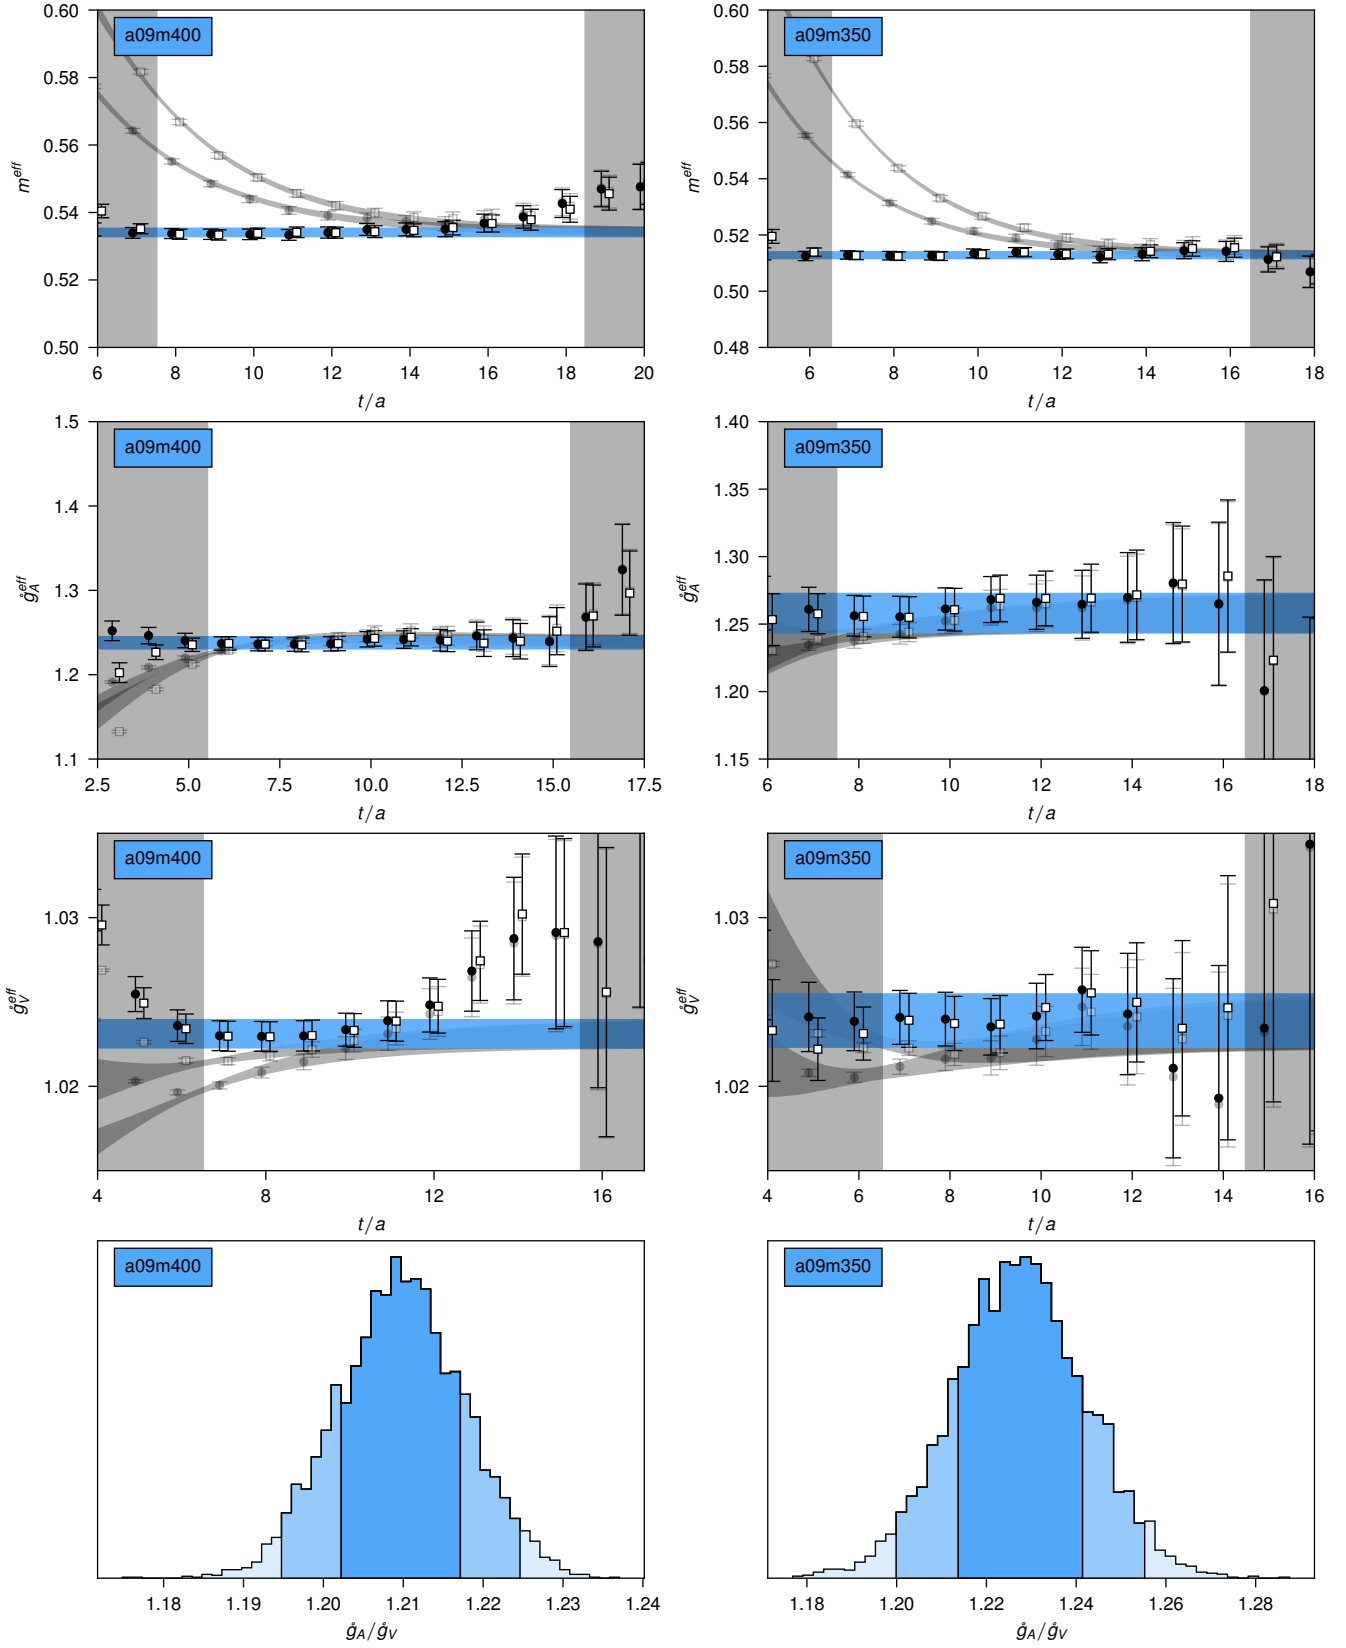 0.60
0.58
0.56
0.54
0.52
0.50
m^eff
a09m400
6 8 10 12 14 16 18 20
t/a
0.60
0.58
0.56
0.54
0.52
0.50
0.48
m^eff
a09m350
6 8 10 12 14 16 18
t/a
1.5
1.4
1.3
1.2
1.1
g̊_A^eff
a09m400
2.5 5.0 7.5 10.0 12.5 15.0 17.5
t/a
1.40
1.35
1.30
1.25
1.20
1.15
g̊_A^eff
a09m350
6 8 10 12 14 16 18
t/a
1.03
1.02
g̊_V^eff
a09m400
4 8 12 16
t/a
1.03
1.02
g̊_V^eff
a09m350
4 6 8 10 12 14 16
t/a
a09m400
1.18 1.19 1.20 1.21 1.22 1.23 1.24
g̊_A/g̊_V
a09m350
1.18 1.20 1.22 1.24 1.26 1.28
g̊_A/g̊_V